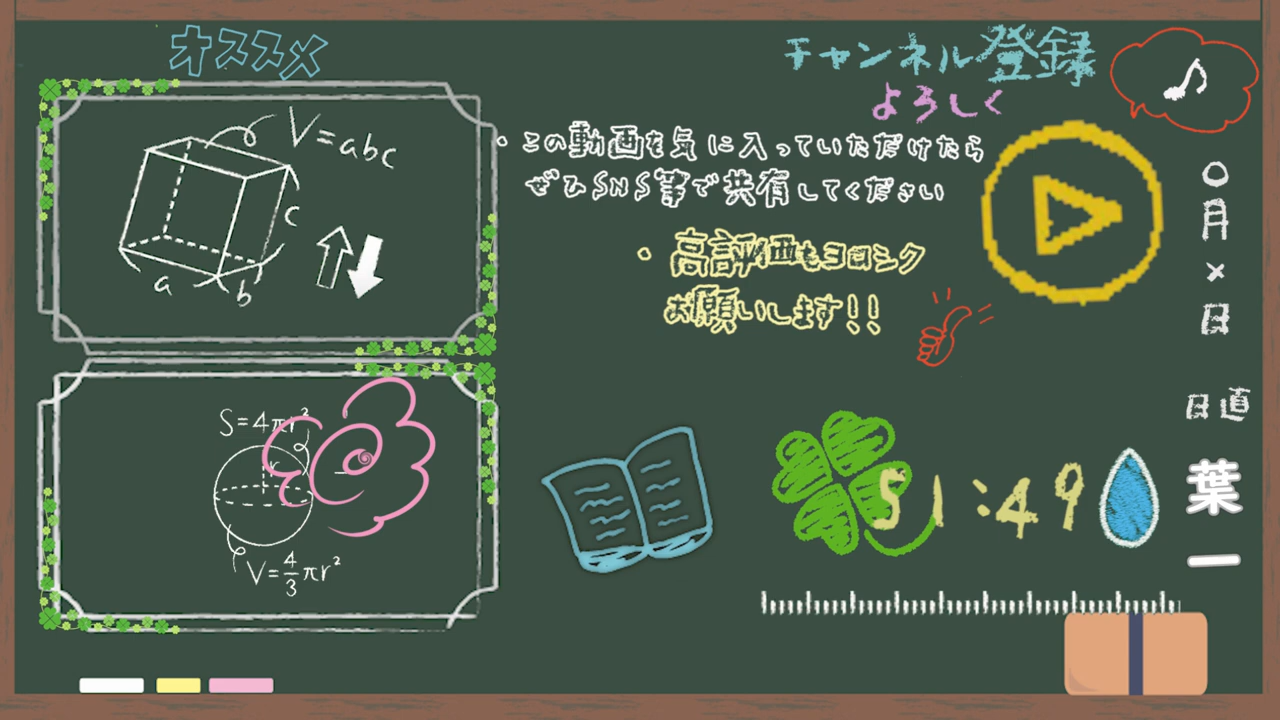 オススメ
V=abc
c
a
b
S=4πr²
r
V=4/3πr²
チャンネル登録
よろしく
・この動画を気に入っていただけたら
ぜひSNS等で共有してください
・高評価もヨロシク
お願いします!!
○月×日
日直
葉一
51:49